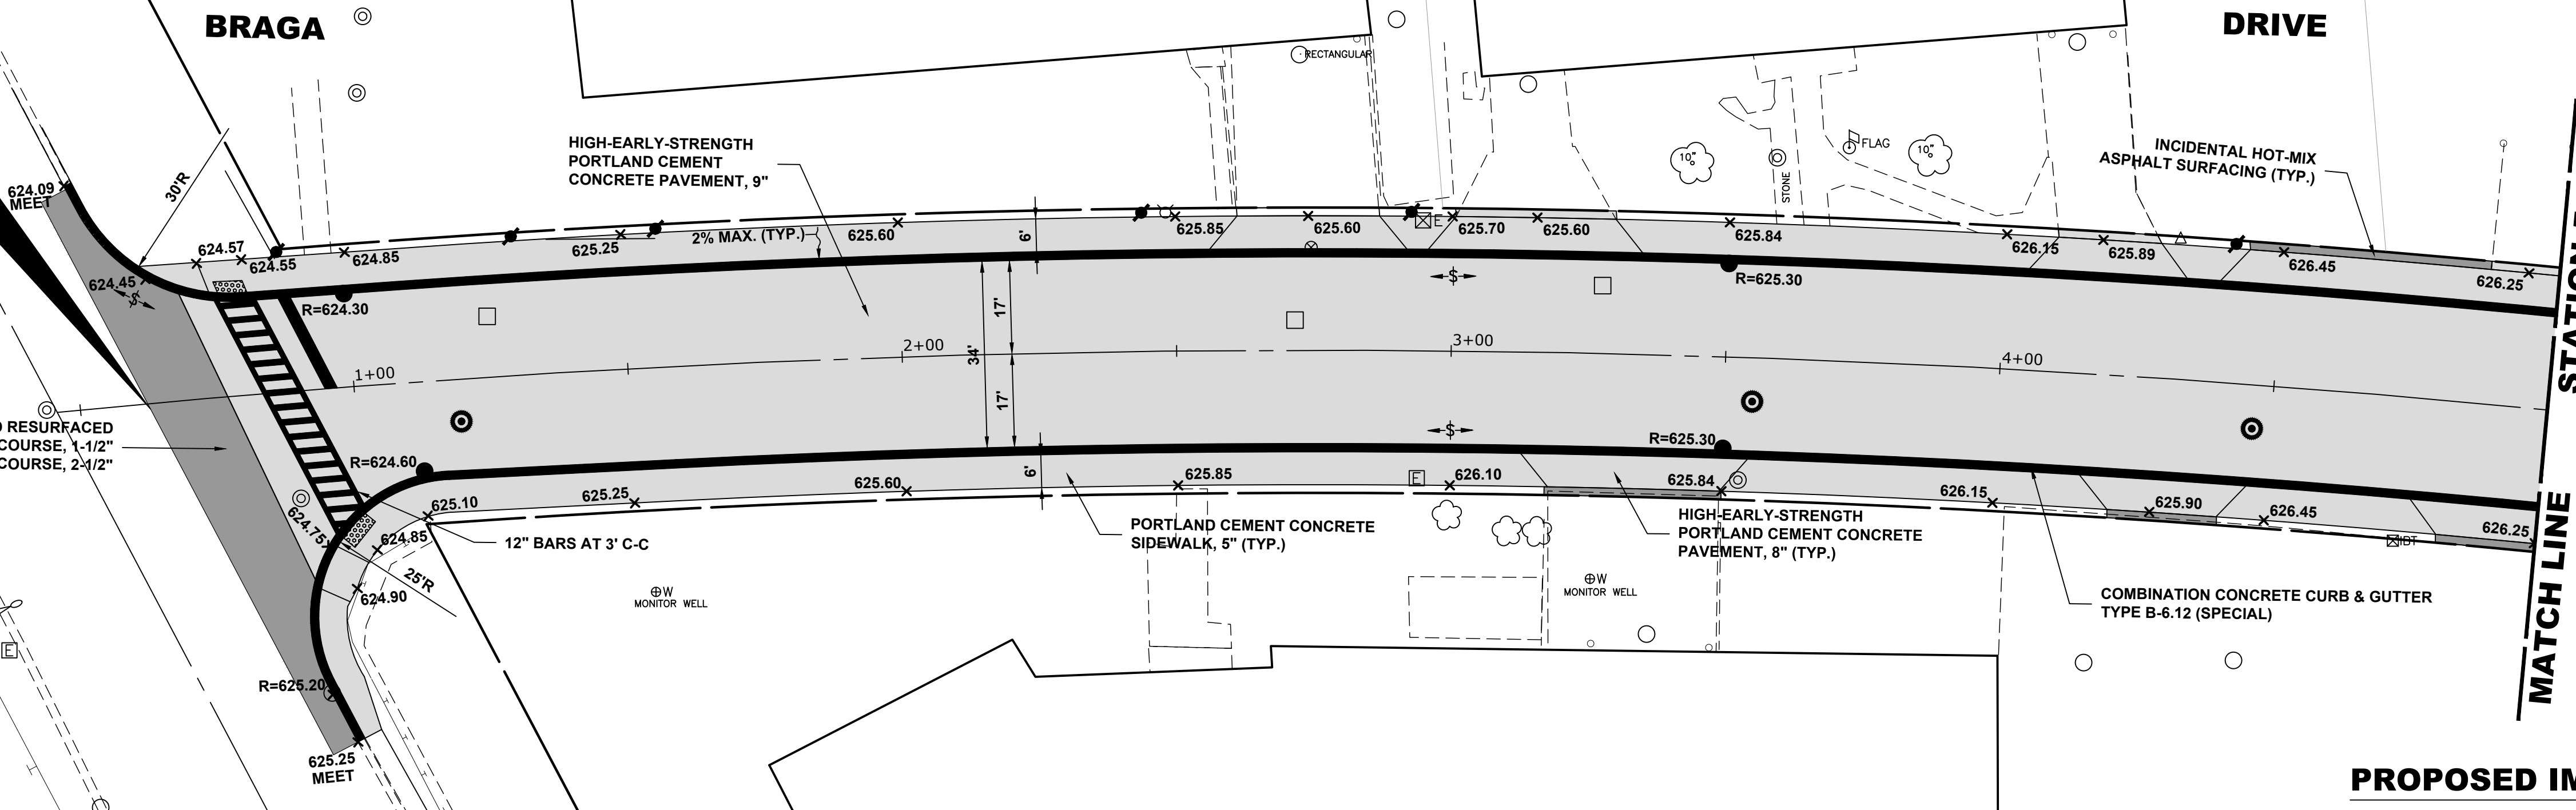 BRAGA
DRIVE
RECTANGULAR
HIGH-EARLY-STRENGTH
PORTLAND CEMENT
CONCRETE PAVEMENT, 9"
10"
FLAG
10"
STONE
INCIDENTAL HOT-MIX
ASPHALT SURFACING (TYP.)
30'R
624.09
MEET
624.57
624.55
624.85
625.25
2% MAX. (TYP.)
625.60
6'
625.85
625.60
E
625.70
625.60
625.84
626.15
625.89
626.45
626.25
624.45
S
R=624.30
S
R=625.30
17'
34'
17'
1+00
2+00
3+00
4+00
RESURFACED
COURSE, 1-1/2"
COURSE, 2-1/2"
R=624.60
S
R=625.30
6'
625.10
625.25
625.60
625.85
E
626.10
625.84
626.15
625.90
626.45
626.25
624.75
624.85
25'R
624.90
12" BARS AT 3' C-C
PORTLAND CEMENT CONCRETE
SIDEWALK, 5" (TYP.)
HIGH-EARLY-STRENGTH
PORTLAND CEMENT CONCRETE
PAVEMENT, 8" (TYP.)
IBT
W
MONITOR WELL
W
MONITOR WELL
COMBINATION CONCRETE CURB & GUTTER
TYPE B-6.12 (SPECIAL)
E
R=625.20
625.25
MEET
MATCH LINE
STATION
PROPOSED